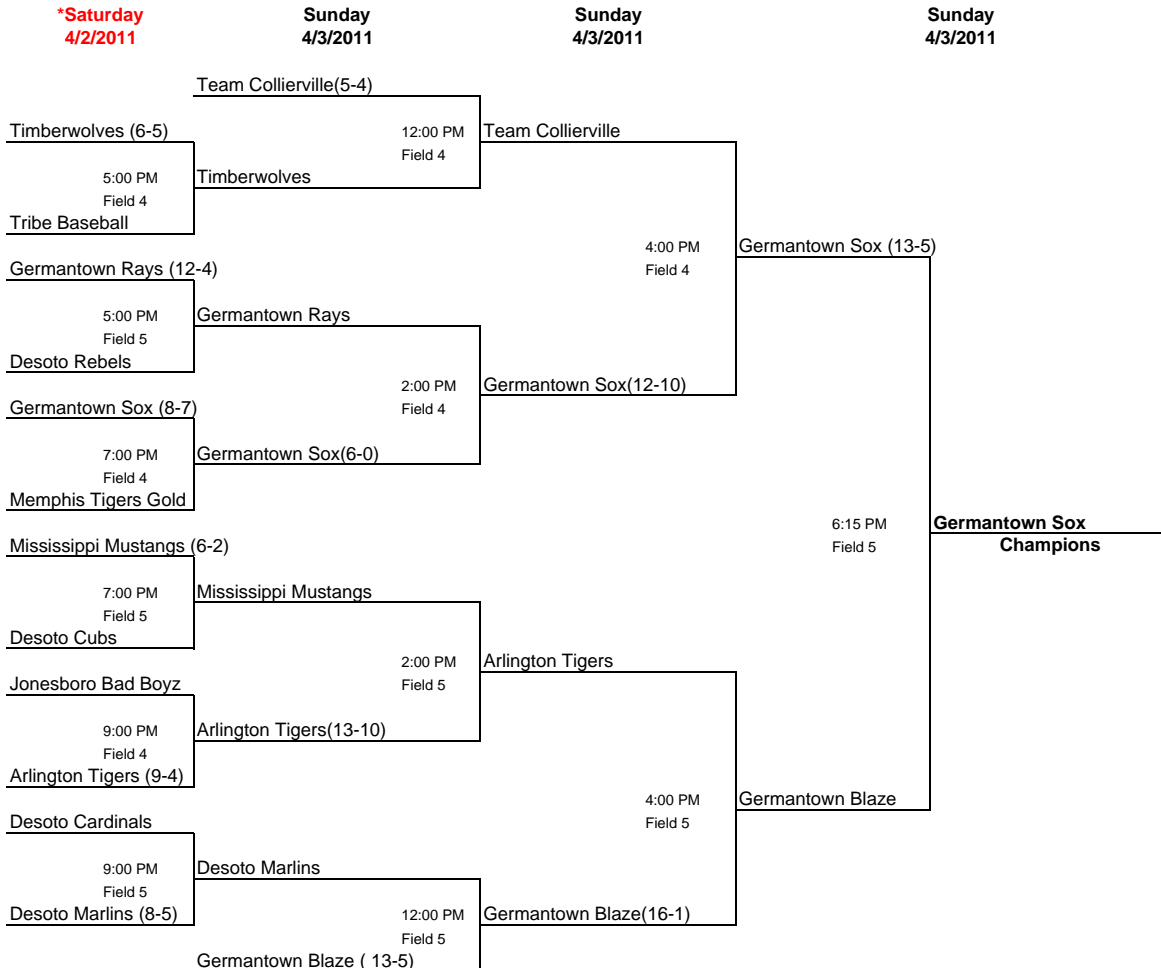 *Saturday Sunday Sunday Sunday
4/2/2011 4/3/2011 4/3/2011 4/3/2011
Team Collierville(5-4)
Timberwolves (6-5) 12:00 PM Team Collierville
Field 4
5:00 PM Timberwolves
Field 4
Tribe Baseball
4:00 PM Germantown Sox (13-5)
Germantown Rays (12-4) Field 4
5:00 PM Germantown Rays
Field 5
Desoto Rebels
2:00 PM Germantown Sox(12-10)
Germantown Sox (8-7) Field 4
7:00 PM Germantown Sox(6-0)
Field 4
Memphis Tigers Gold
6:15 PM Germantown Sox
Mississippi Mustangs (6-2) Field 5 Champions
7:00 PM Mississippi Mustangs
Field 5
Desoto Cubs
2:00 PM Arlington Tigers
Jonesboro Bad Boyz Field 5
9:00 PM Arlington Tigers(13-10)
Field 4
Arlington Tigers (9-4)
4:00 PM Germantown Blaze
Desoto Cardinals Field 5
9:00 PM Desoto Marlins
Field 5
Desoto Marlins (8-5) 12:00 PM Germantown Blaze(16-1)
Field 5
Germantown Blaze ( 13-5)